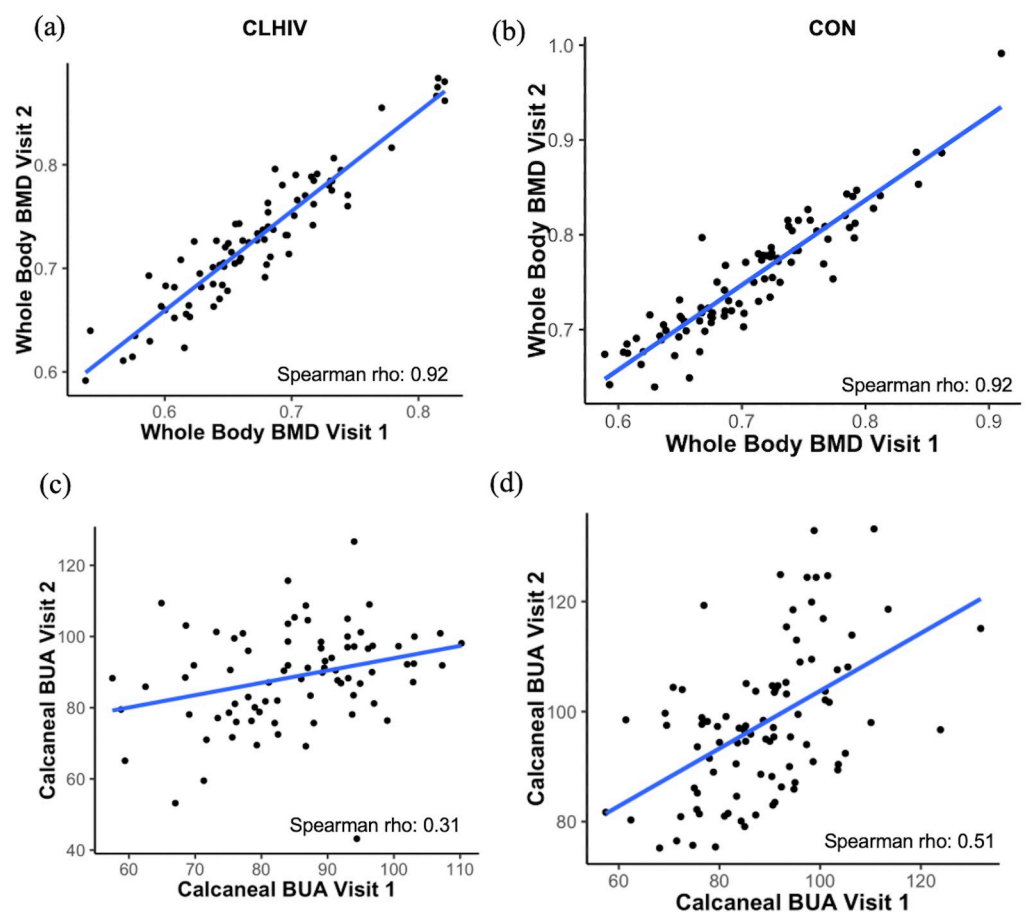 (a)
CLHIV
Whole Body BMD Visit 2
0.8
0.7
0.6
Spearman rho: 0.92
0.6 0.7 0.8
Whole Body BMD Visit 1
(b)
CON
Whole Body BMD Visit 2
1.0
0.9
0.8
0.7
Spearman rho: 0.92
0.6 0.7 0.8 0.9
Whole Body BMD Visit 1
(c)
Calcaneal BUA Visit 2
120
100
80
60
40
Spearman rho: 0.31
60 70 80 90 100 110
Calcaneal BUA Visit 1
(d)
Calcaneal BUA Visit 2
120
100
80
Spearman rho: 0.51
60 80 100 120
Calcaneal BUA Visit 1